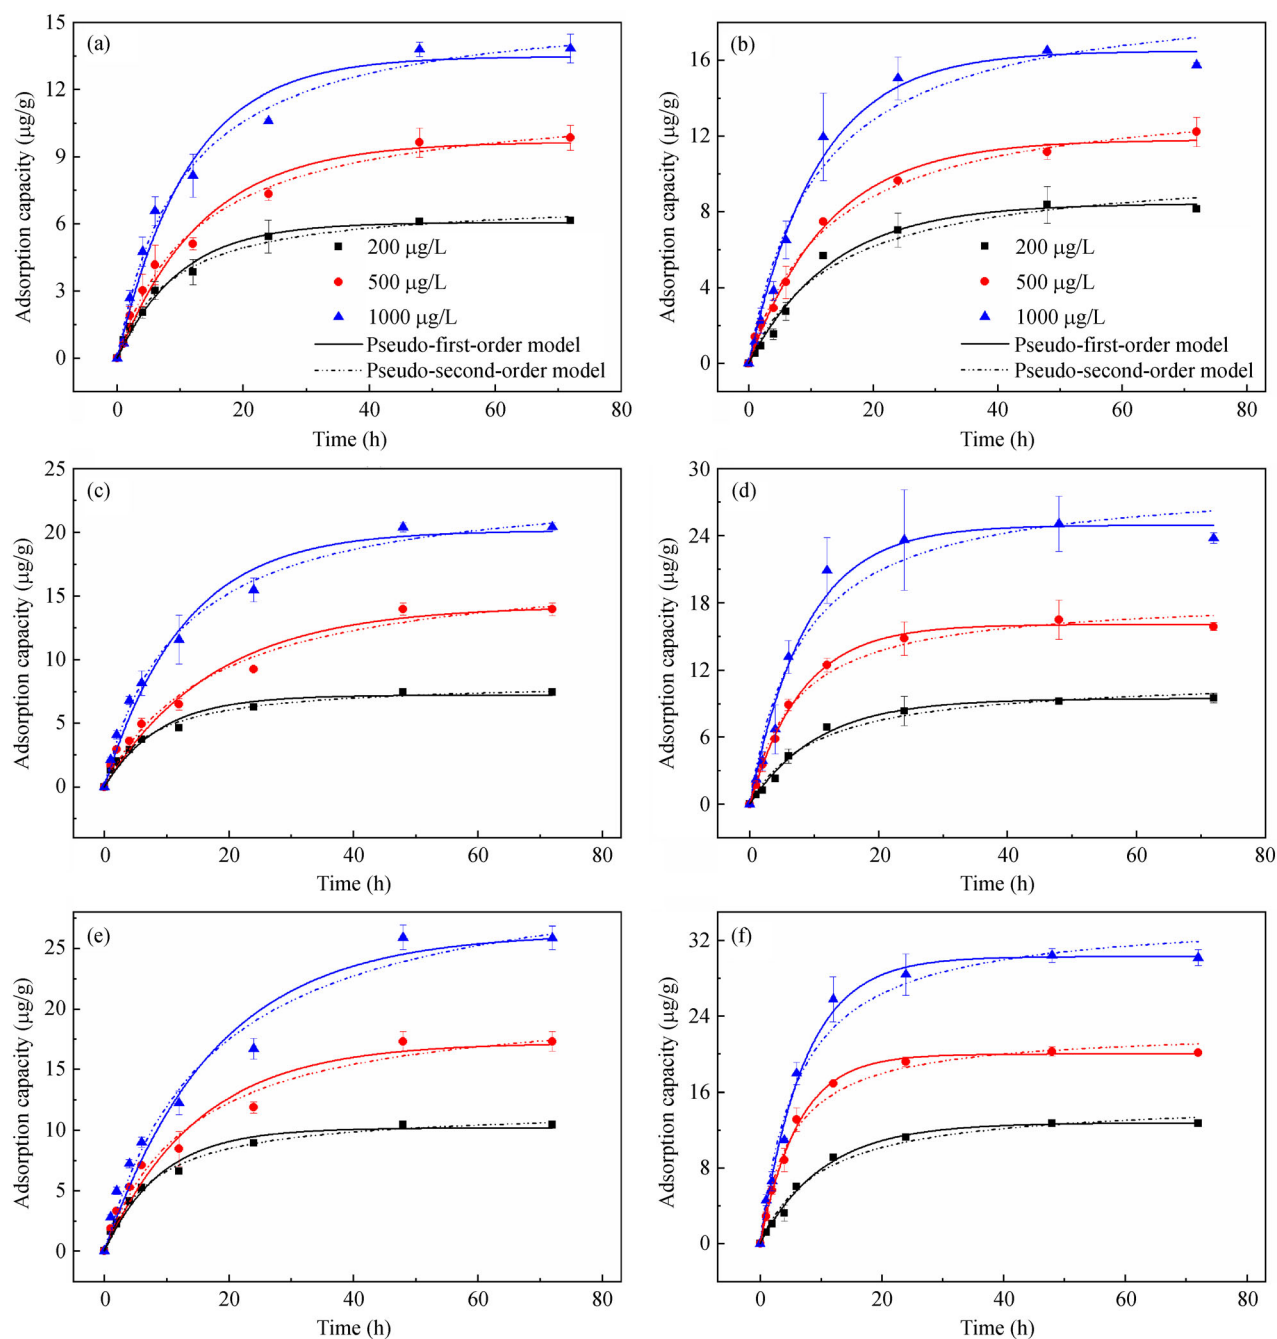 (a)
15
12
9
6
3
0
Adsorption capacity (μg/g)
200 μg/L
500 μg/L
1000 μg/L
Pseudo-first-order model
Pseudo-second-order model
0 20 40 60 80
Time (h)
(b)
16
12
8
4
0
Adsorption capacity (μg/g)
200 μg/L
500 μg/L
1000 μg/L
Pseudo-first-order model
Pseudo-second-order model
0 20 40 60 80
Time (h)
(c)
25
20
15
10
5
0
Adsorption capacity (μg/g)
0 20 40 60 80
Time (h)
(d)
30
24
18
12
6
0
Adsorption capacity (μg/g)
0 20 40 60 80
Time (h)
(e)
25
20
15
10
5
0
Adsorption capacity (μg/g)
0 20 40 60 80
Time (h)
(f)
32
24
16
8
0
Adsorption capacity (μg/g)
0 20 40 60 80
Time (h)